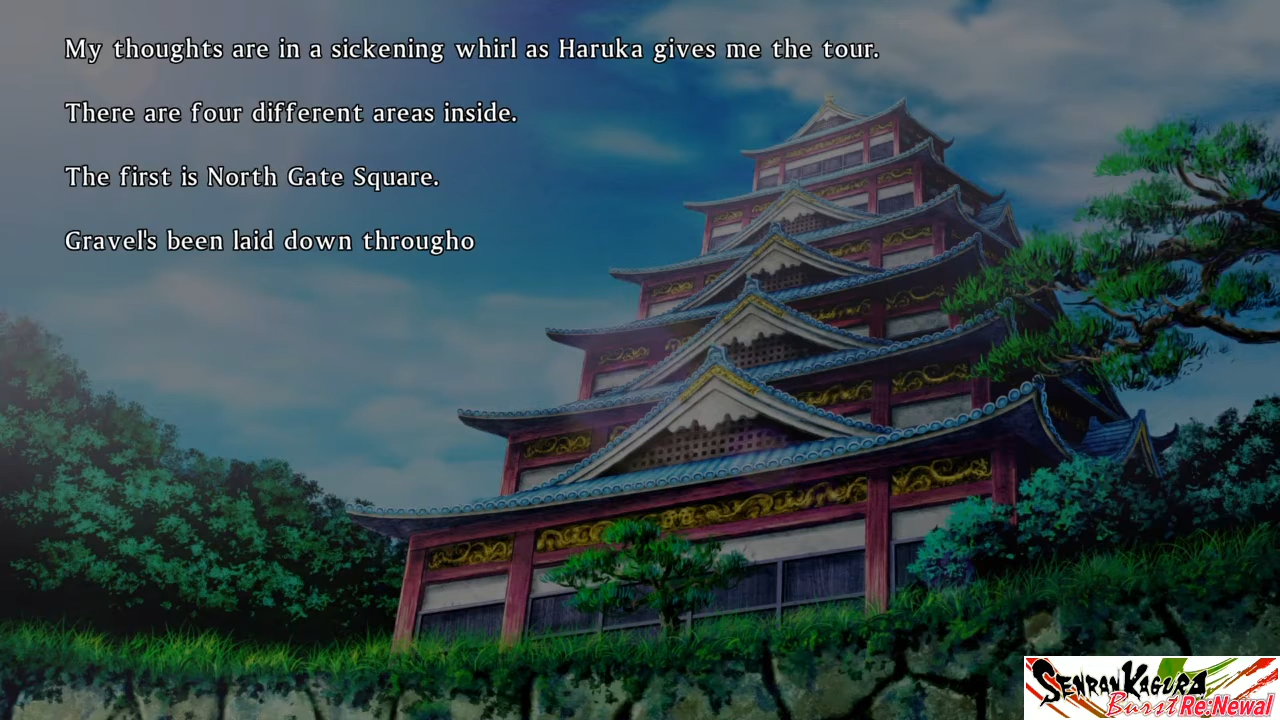 My thoughts are in a sickening whirl as Haruka gives me the tour.
There are four different areas inside.
The first is North Gate Square.
Gravel's been laid down througho
SENRAN KAGURA
Burst Re:Newal